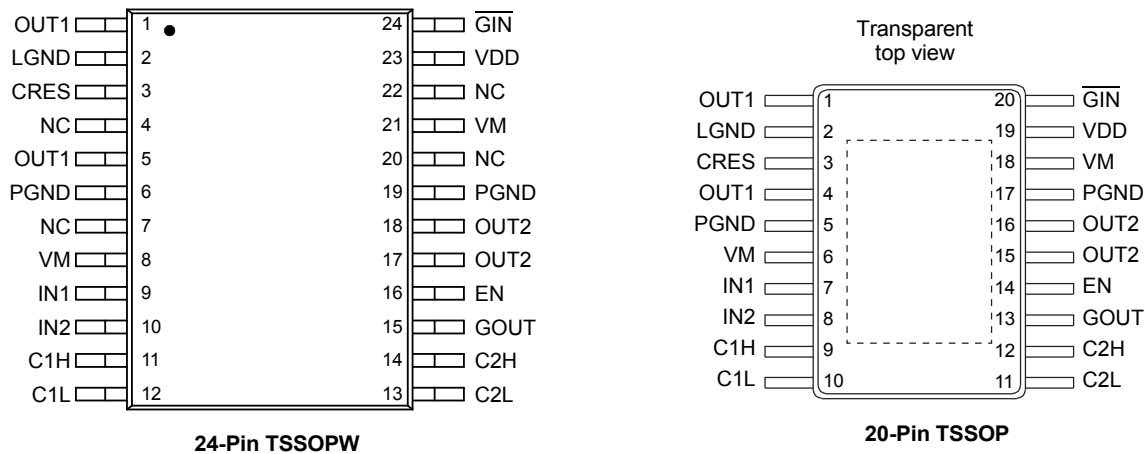 OUT1 1 24 G̅I̅N̅
LGND 2 23 VDD
CRES 3 22 NC
NC 4 21 VM
OUT1 5 20 NC
PGND 6 19 PGND
NC 7 18 OUT2
VM 8 17 OUT2
IN1 9 16 EN
IN2 10 15 GOUT
C1H 11 14 C2H
C1L 12 13 C2L
24-Pin TSSOPW
Transparent
top view
OUT1 1 20 G̅I̅N̅
LGND 2 19 VDD
CRES 3 18 VM
OUT1 4 17 PGND
PGND 5 16 OUT2
VM 6 15 OUT2
IN1 7 14 EN
IN2 8 13 GOUT
C1H 9 12 C2H
C1L 10 11 C2L
20-Pin TSSOP